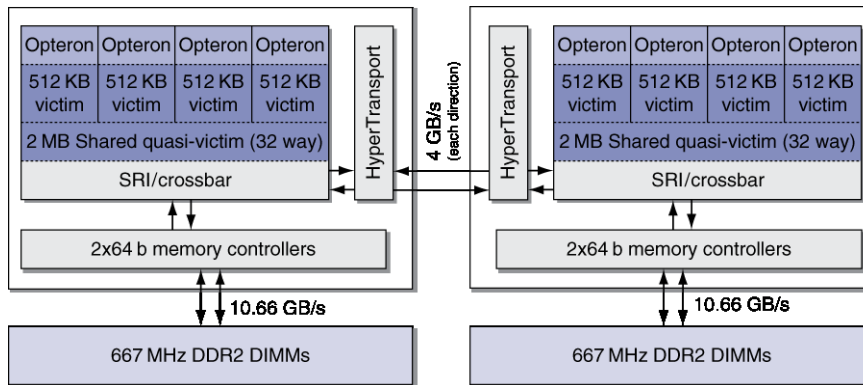 Opteron Opteron Opteron Opteron
512 KB 512 KB 512 KB 512 KB
victim victim victim victim
2 MB Shared quasi-victim (32 way)
SRI/crossbar
HyperTransport
2x64 b memory controllers
10.66 GB/s
667 MHz DDR2 DIMMs
4 GB/s
(each direction)
HyperTransport
Opteron Opteron Opteron Opteron
512 KB 512 KB 512 KB 512 KB
victim victim victim victim
2 MB Shared quasi-victim (32 way)
SRI/crossbar
2x64 b memory controllers
10.66 GB/s
667 MHz DDR2 DIMMs